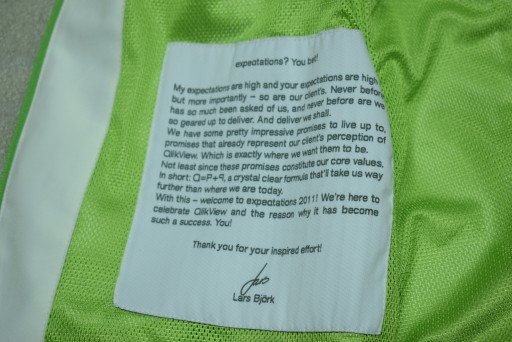 expectations? You bet!
My expectations are high and your expectations are high,
but more importantly – so are our client's. Never before
has so much been asked of us, and never before are we
so geared up to deliver. And deliver we shall.
We have some pretty impressive promises to live up to,
promises that already represent our client's perception of
QlikView. Which is exactly where we want them to be.
Not least since these promises constitute our core values.
In short: Q=P+9, a crystal clear formula that'll take us way
further than where we are today.
With this – welcome to expectations 2011! We're here to
celebrate QlikView and the reason why it has become
such a success. You!
Thank you for your inspired effort!
Lars Björk